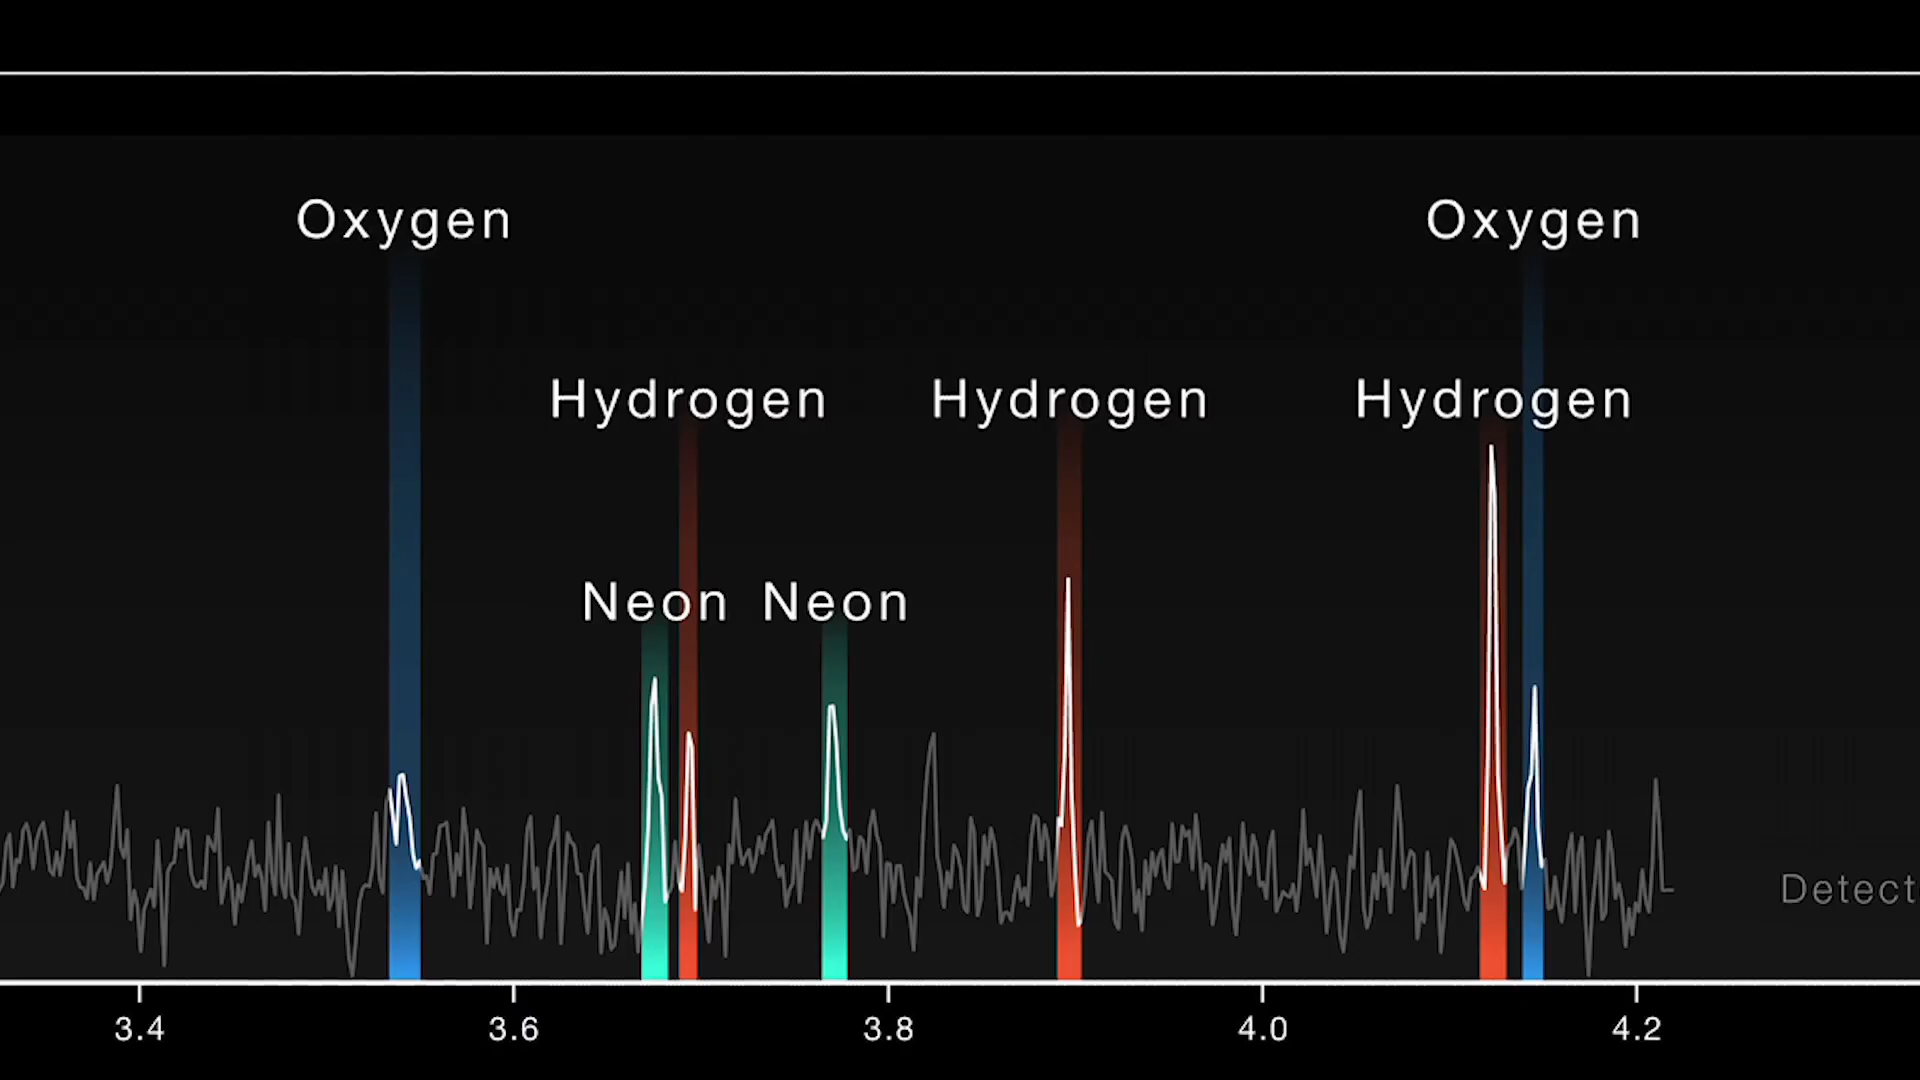 Oxygen Oxygen
Hydrogen Hydrogen Hydrogen
Neon Neon
Detect
3.4 3.6 3.8 4.0 4.2